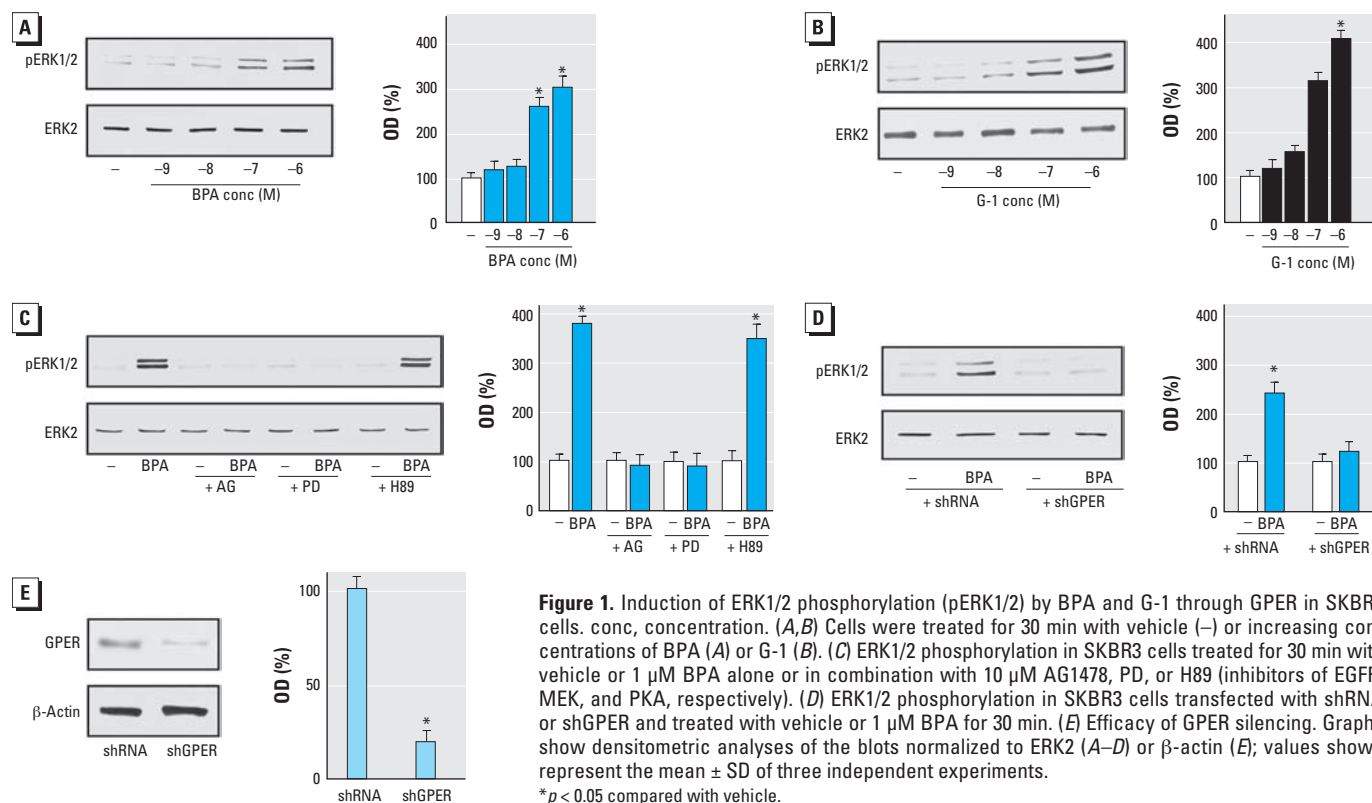 A
pERK1/2
ERK2
– –9 –8 –7 –6
BPA conc (M)
OD (%)
400
300
200
100
0
– –9 –8 –7 –6
BPA conc (M)
* *
B
pERK1/2
ERK2
– –9 –8 –7 –6
G-1 conc (M)
OD (%)
400
300
200
100
0
– –9 –8 –7 –6
G-1 conc (M)
*
C
pERK1/2
ERK2
– BPA – BPA – BPA – BPA
+ AG + PD + H89
OD (%)
400
300
200
100
0
– BPA – BPA – BPA – BPA
+ AG + PD + H89
* *
D
pERK1/2
ERK2
– BPA – BPA
+ shRNA + shGPER
OD (%)
400
300
200
100
0
– BPA – BPA
+ shRNA + shGPER
*
E
GPER
β-Actin
shRNA shGPER
OD (%)
100
50
0
shRNA shGPER
*
Figure 1. Induction of ERK1/2 phosphorylation (pERK1/2) by BPA and G-1 through GPER in SKBR
cells. conc, concentration. (A,B) Cells were treated for 30 min with vehicle (–) or increasing con
centrations of BPA (A) or G-1 (B). (C) ERK1/2 phosphorylation in SKBR3 cells treated for 30 min wit
vehicle or 1 μM BPA alone or in combination with 10 μM AG1478, PD, or H89 (inhibitors of EGFR
MEK, and PKA, respectively). (D) ERK1/2 phosphorylation in SKBR3 cells transfected with shRN
or shGPER and treated with vehicle or 1 μM BPA for 30 min. (E) Efficacy of GPER silencing. Graph
show densitometric analyses of the blots normalized to ERK2 (A–D) or β-actin (E); values show
represent the mean ± SD of three independent experiments.
*p < 0.05 compared with vehicle.